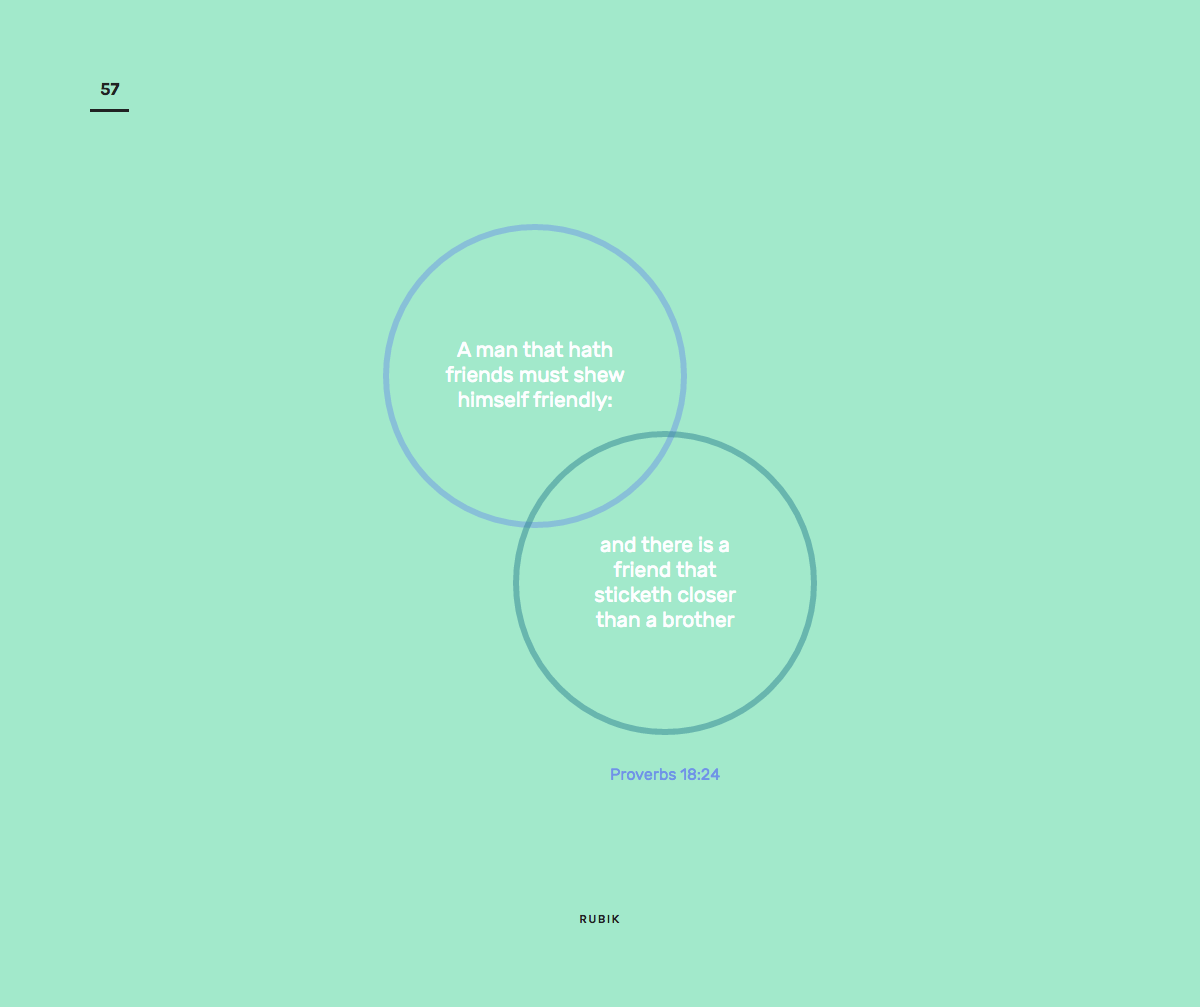 57
A man that hath
friends must shew
himself friendly:
and there is a
friend that
sticketh closer
than a brother
Proverbs 18:24
RUBIK